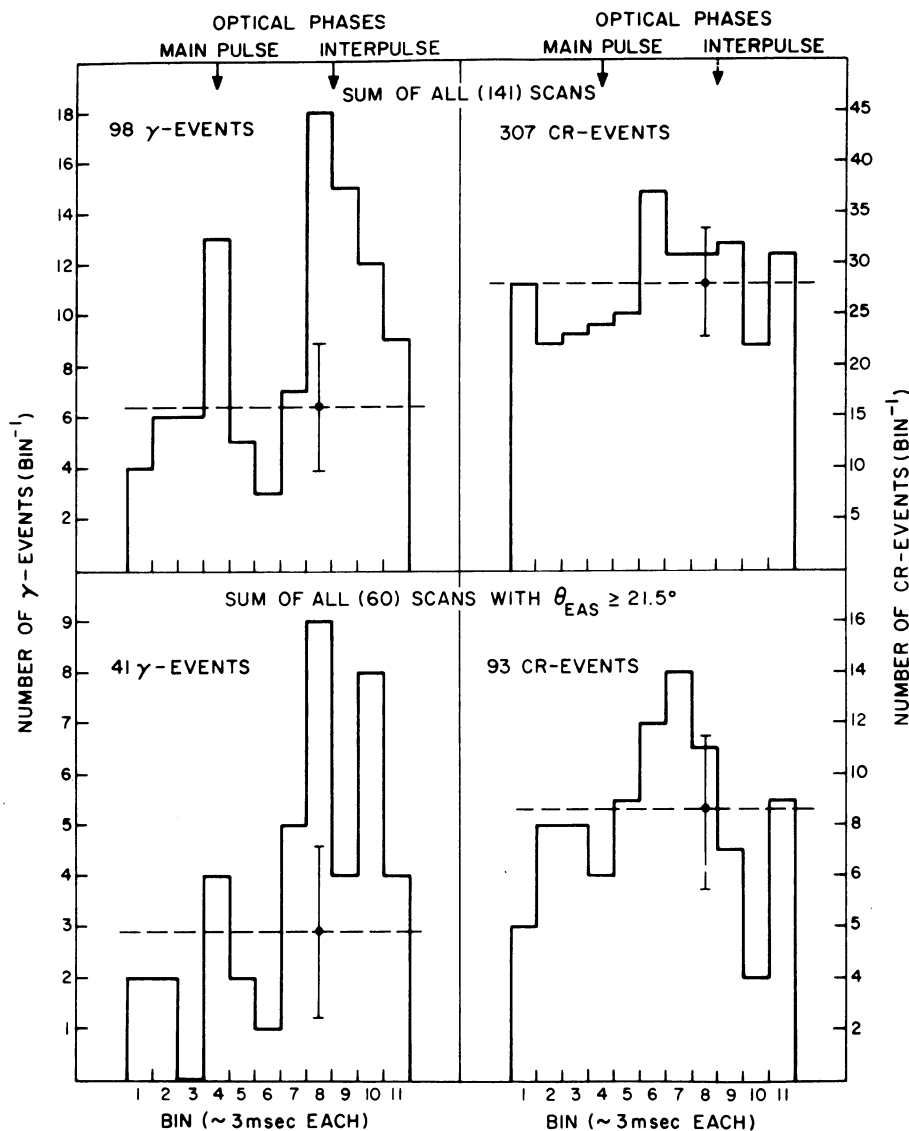 OPTICAL PHASES
MAIN PULSE INTERPULSE
OPTICAL PHASES
MAIN PULSE INTERPULSE
SUM OF ALL (141) SCANS
98 γ-EVENTS
307 CR-EVENTS
18
16
14
12
10
8
6
4
2
45
40
35
30
25
20
15
10
5
SUM OF ALL (60) SCANS WITH θEAS ≥ 21.5°
41 γ-EVENTS
93 CR-EVENTS
9
8
7
6
5
4
3
2
1
16
14
12
10
8
6
5
4
2
NUMBER OF γ-EVENTS (BIN⁻¹)
NUMBER OF CR-EVENTS (BIN⁻¹)
1 2 3 4 5 6 7 8 9 10 11
BIN (~3msec EACH)
1 2 3 4 5 6 7 8 9 10 11
BIN (~3msec EACH)